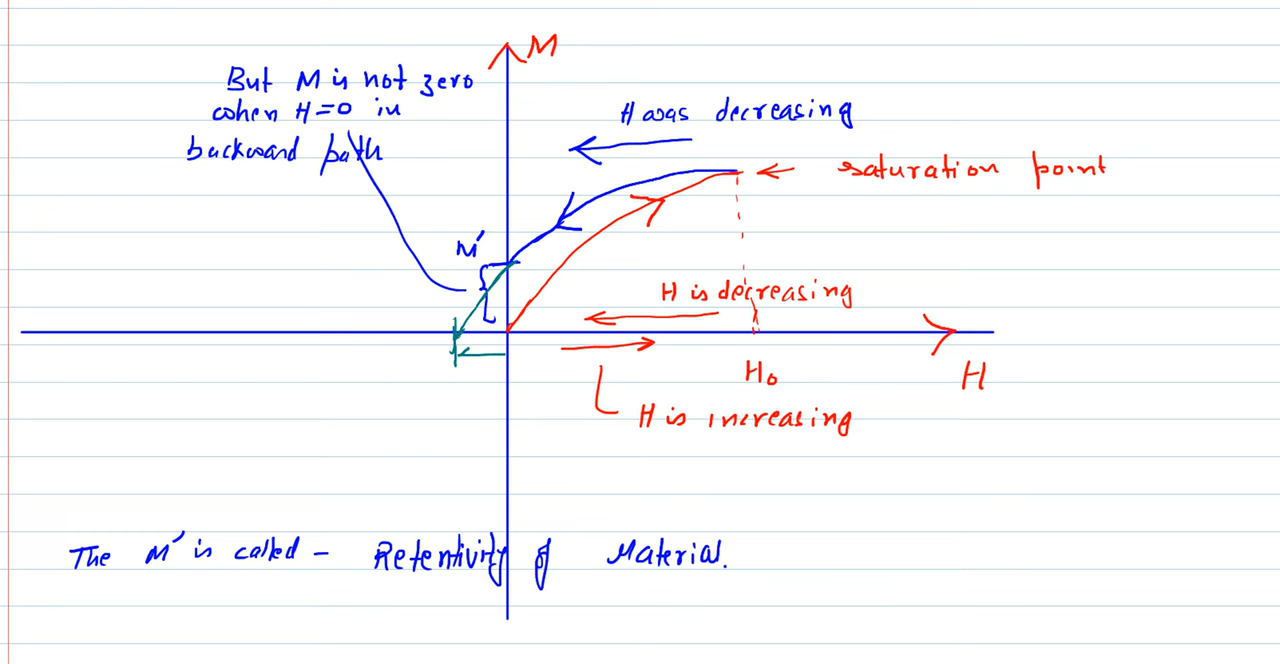 M
But M is not zero
when H=0 in
backward path
H was decreasing
saturation point
M'
H is decreasing
H₀
H
H is increasing
The M' is called - Retentivity of Material.